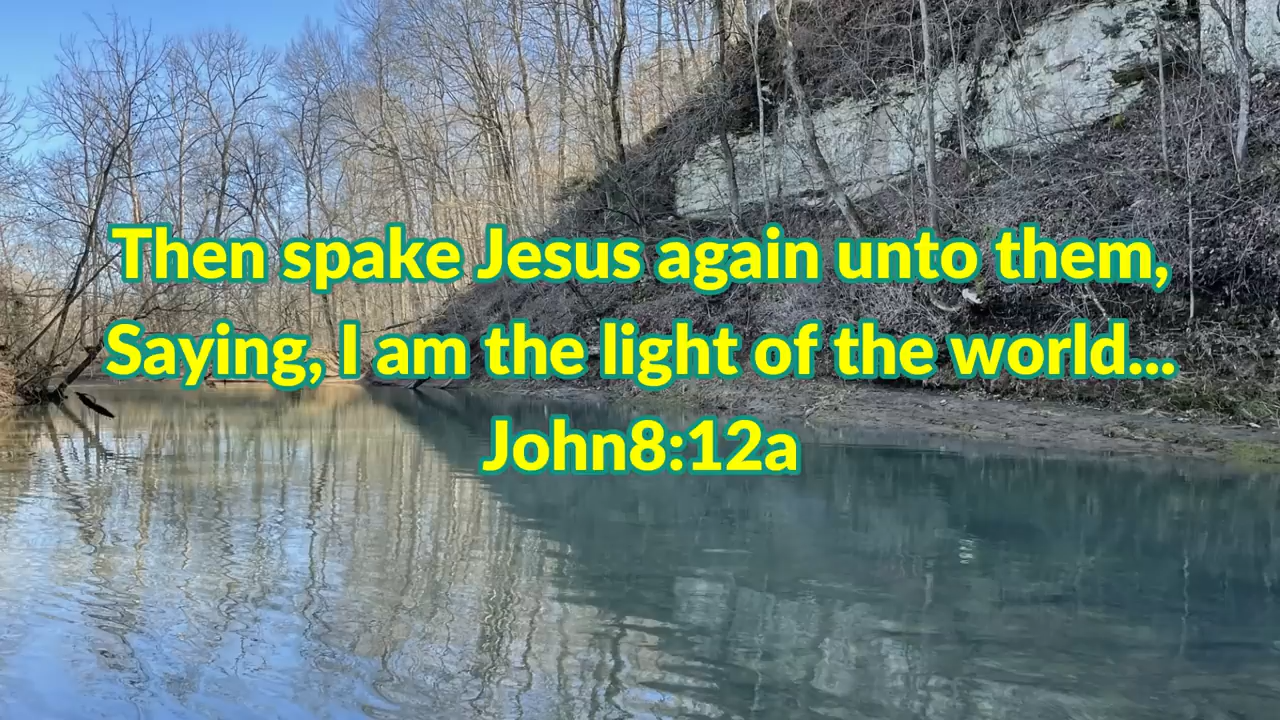 Then spake Jesus again unto them,
Saying, I am the light of the world...
John8:12a